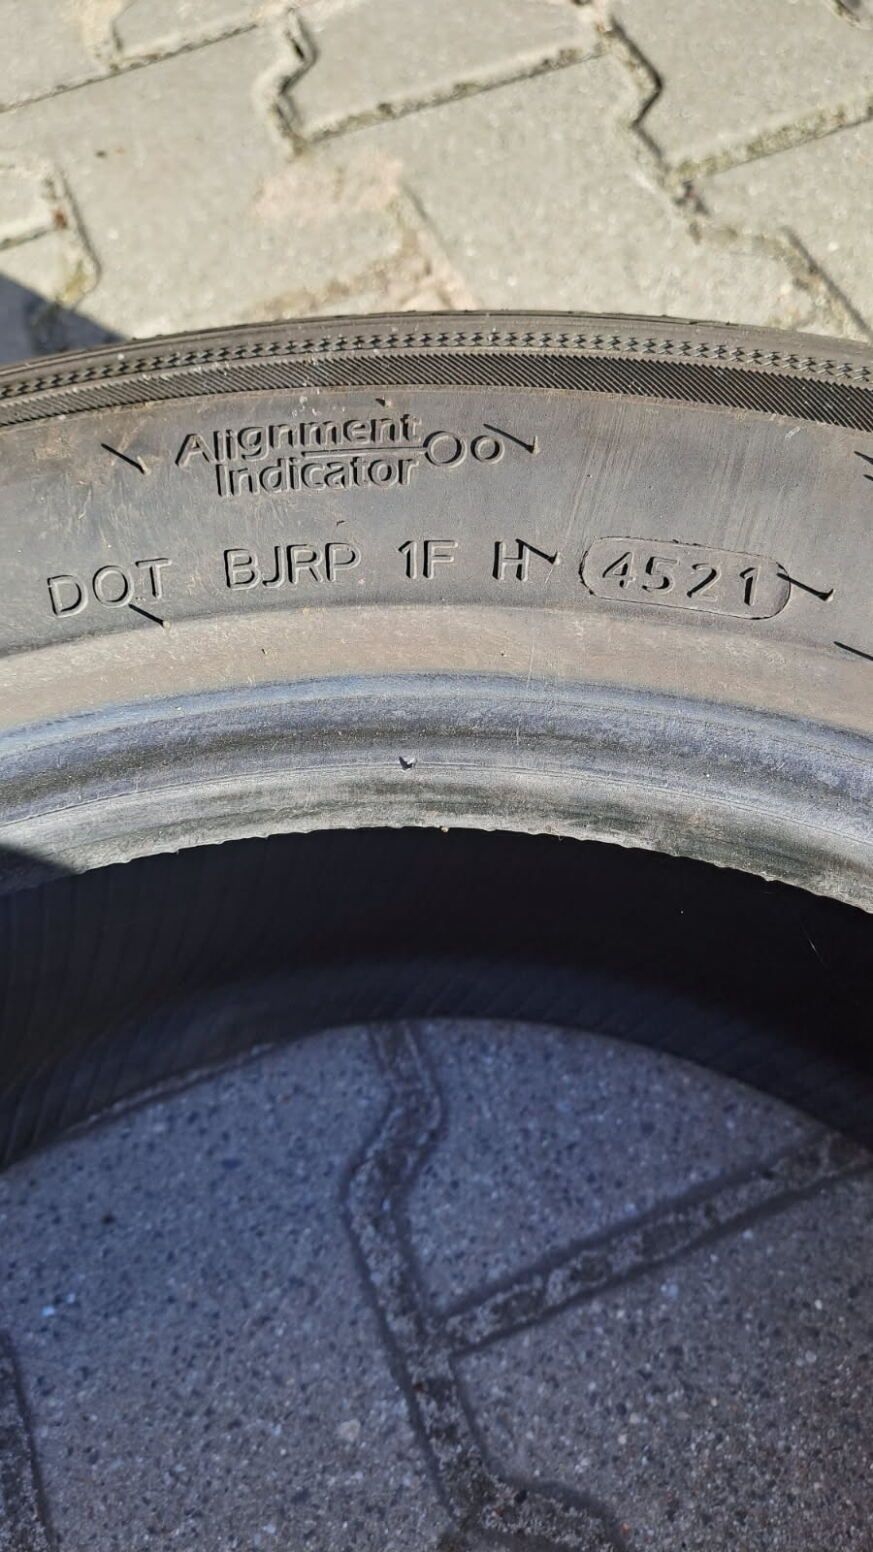 Alignment
Indicator
DOT BJRP 1F H 4521